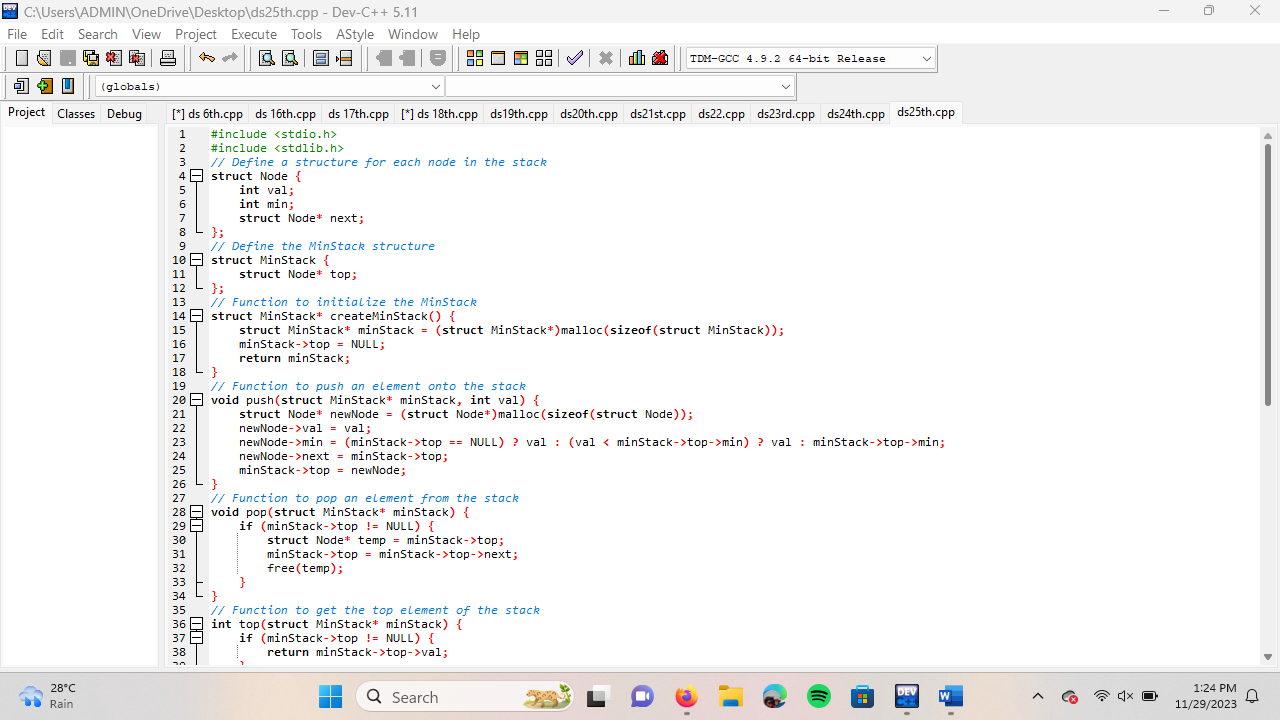 C:\Users\ADMIN\OneDrive\Desktop\ds25th.cpp - Dev-C++ 5.11
File Edit Search View Project Execute Tools AStyle Window Help
TDM-GCC 4.9.2 64-bit Release
(globals)
Project Classes Debug
[*] ds 6th.cpp ds 16th.cpp ds 17th.cpp [*] ds 18th.cpp ds19th.cpp ds20th.cpp ds21st.cpp ds22.cpp ds23rd.cpp ds24th.cpp ds25th.cpp
1 #include <stdio.h>
2 #include <stdlib.h>
3 // Define a structure for each node in the stack
4 struct Node {
5 int val;
6 int min;
7 struct Node* next;
8 };
9 // Define the MinStack structure
10 struct MinStack {
11 struct Node* top;
12 };
13 // Function to initialize the MinStack
14 struct MinStack* createMinStack() {
15 struct MinStack* minStack = (struct MinStack*)malloc(sizeof(struct MinStack));
16 minStack->top = NULL;
17 return minStack;
18 }
19 // Function to push an element onto the stack
20 void push(struct MinStack* minStack, int val) {
21 struct Node* newNode = (struct Node*)malloc(sizeof(struct Node));
22 newNode->val = val;
23 newNode->min = (minStack->top == NULL) ? val : (val < minStack->top->min) ? val : minStack->top->min;
24 newNode->next = minStack->top;
25 minStack->top = newNode;
26 }
27 // Function to pop an element from the stack
28 void pop(struct MinStack* minStack) {
29 if (minStack->top != NULL) {
30 struct Node* temp = minStack->top;
31 minStack->top = minStack->top->next;
32 free(temp);
33 }
34 }
35 // Function to get the top element of the stack
36 int top(struct MinStack* minStack) {
37 if (minStack->top != NULL) {
38 return minStack->top->val;
39 }
28°C
Rain
Search
DEV
W
1:24 PM
11/29/2023